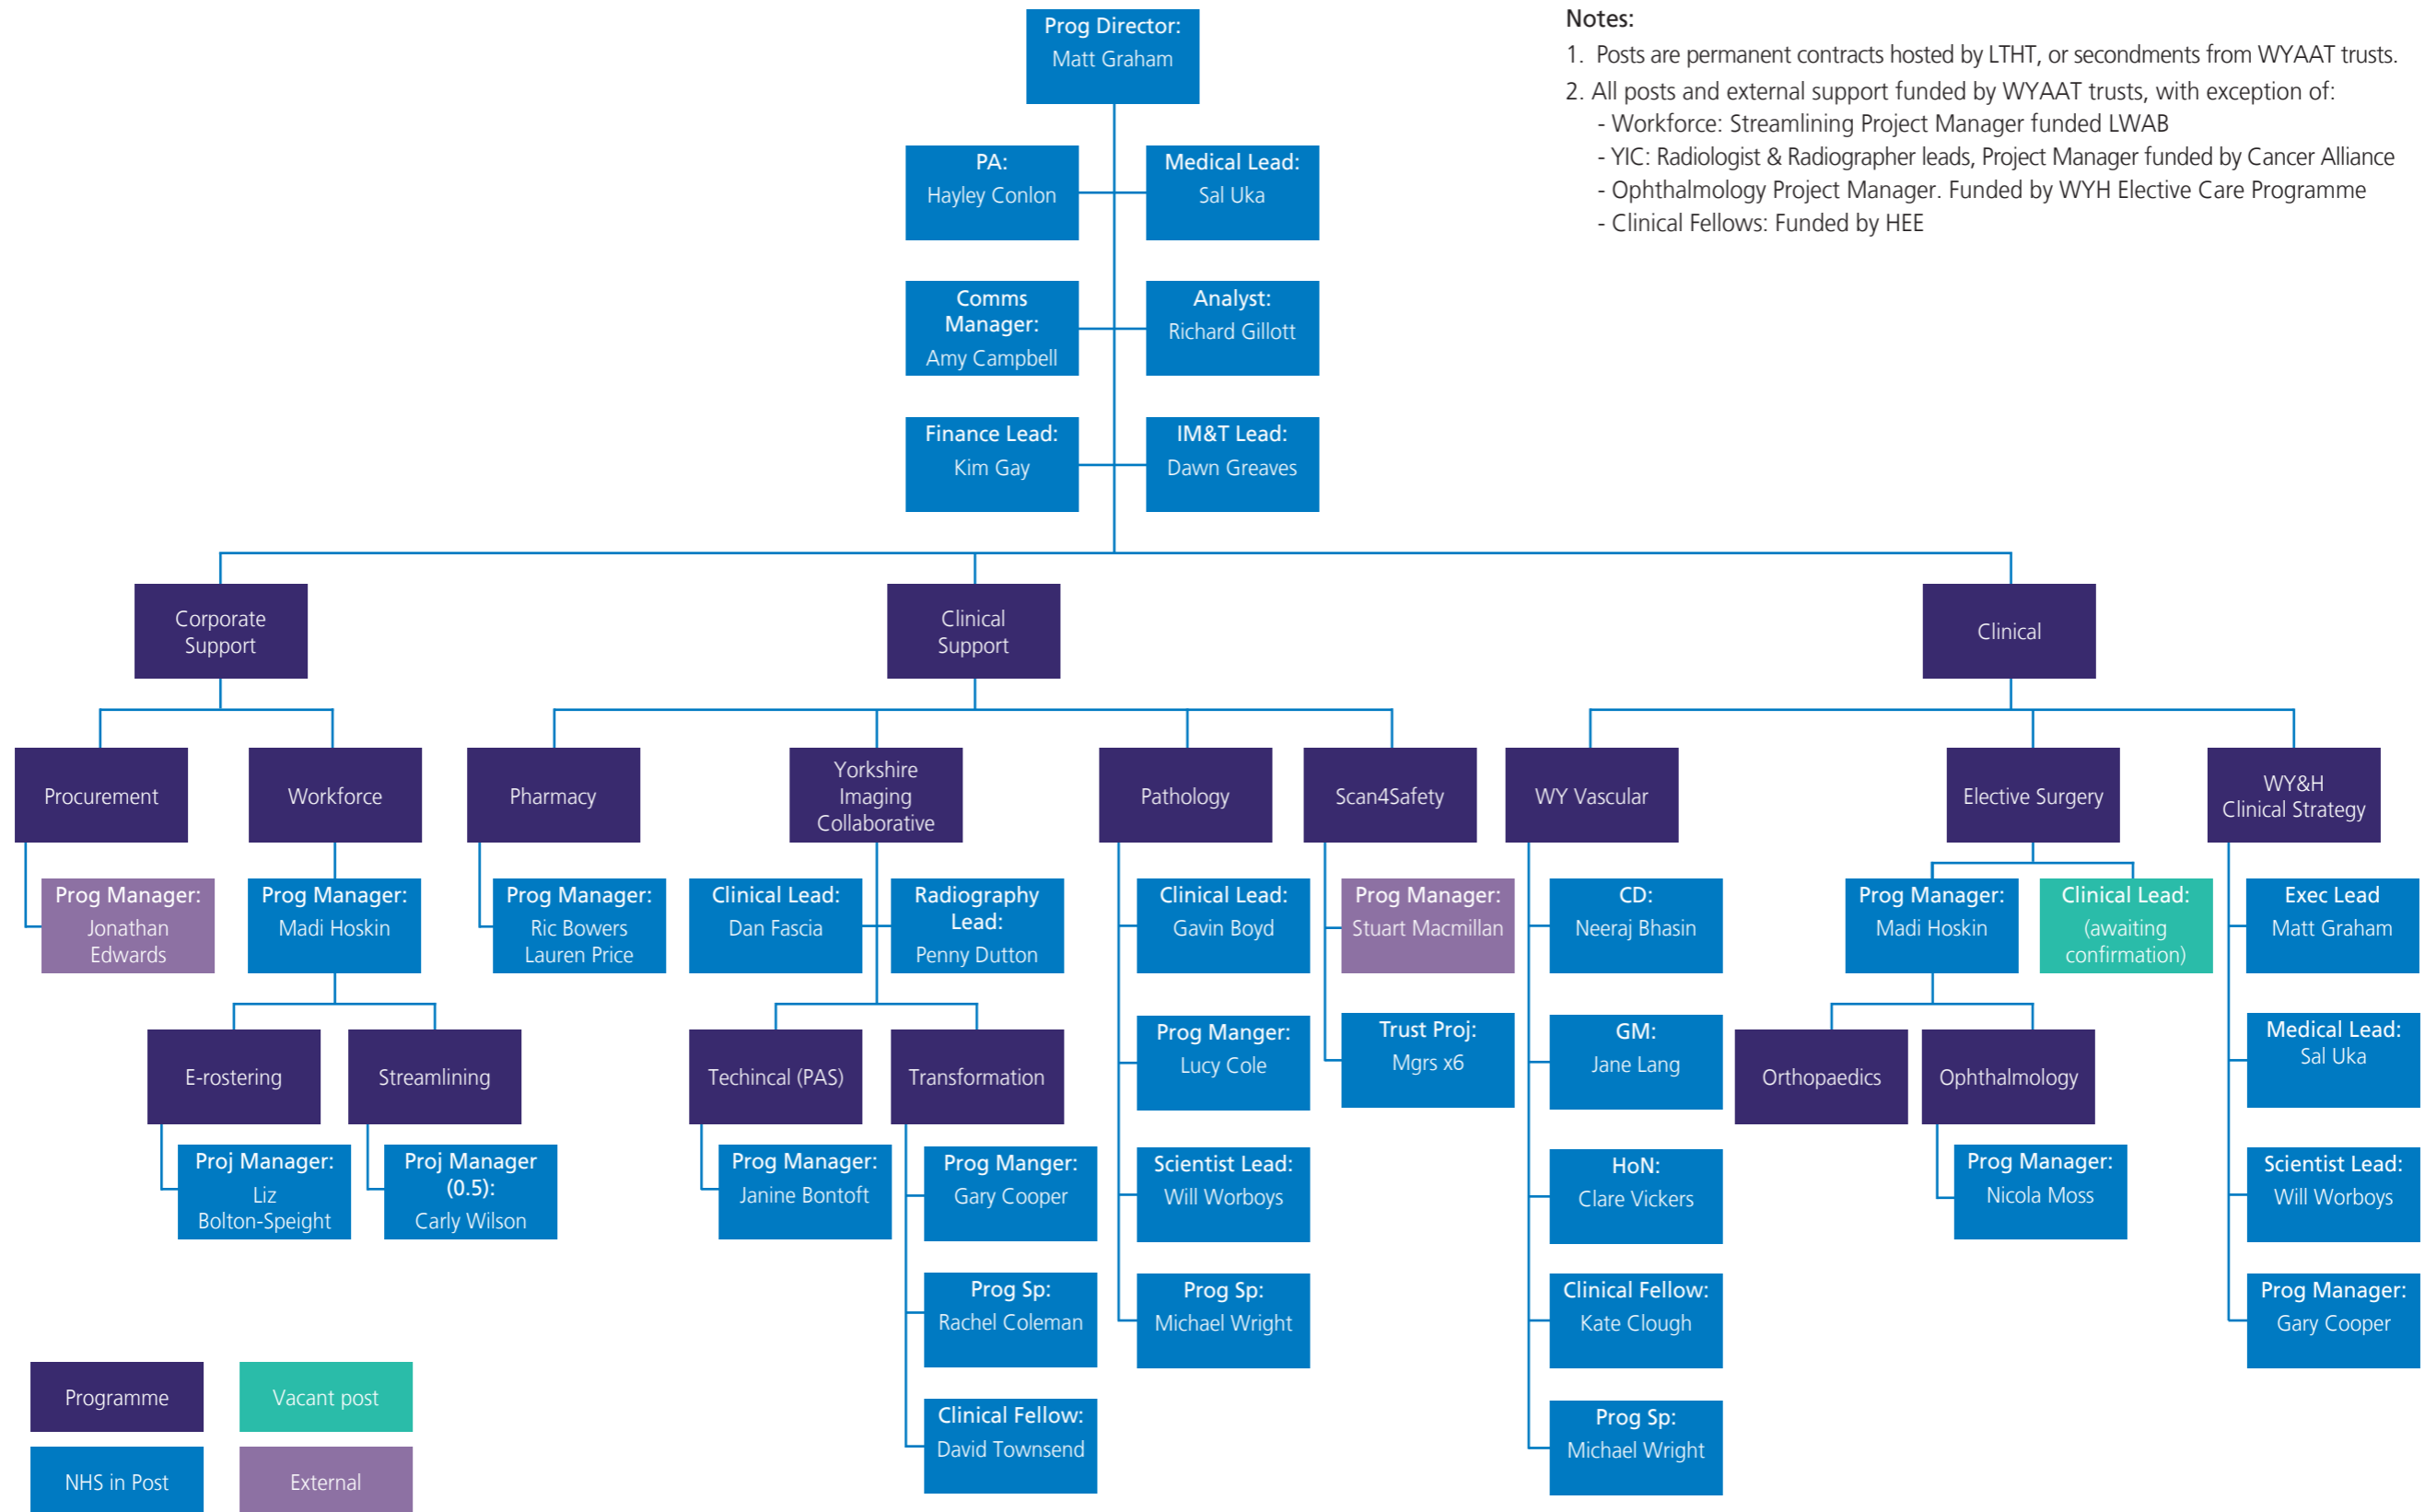 Prog Director:
Matt Graham
Notes:
1. Posts are permanent contracts hosted by LTHT, or secondments from WYAAT trusts.
2. All posts and external support funded by WYAAT trusts, with exception of:
- Workforce: Streamlining Project Manager funded LWAB
- YIC: Radiologist & Radiographer leads, Project Manager funded by Cancer Alliance
- Ophthalmology Project Manager. Funded by WYH Elective Care Programme
- Clinical Fellows: Funded by HEE
PA:
Hayley Conlon
Medical Lead:
Sal Uka
Comms
Manager:
Amy Campbell
Analyst:
Richard Gillott
Finance Lead:
Kim Gay
IM&T Lead:
Dawn Greaves
Corporate
Support
Clinical
Support
Clinical
Procurement
Workforce
Pharmacy
Yorkshire
Imaging
Collaborative
Pathology
Scan4Safety
WY Vascular
Elective Surgery
WY&H
Clinical Strategy
Prog Manager:
Jonathan
Edwards
Prog Manager:
Madi Hoskin
Prog Manager:
Ric Bowers
Lauren Price
Clinical Lead:
Dan Fascia
Radiography
Lead:
Penny Dutton
Clinical Lead:
Gavin Boyd
Prog Manager:
Stuart Macmillan
CD:
Neeraj Bhasin
Prog Manager:
Madi Hoskin
Clinical Lead:
(awaiting
confirmation)
Exec Lead
Matt Graham
E-rostering
Streamlining
Techincal (PAS)
Transformation
Prog Manger:
Lucy Cole
Trust Proj:
Mgrs x6
GM:
Jane Lang
Orthopaedics
Ophthalmology
Medical Lead:
Sal Uka
Proj Manager:
Liz
Bolton-Speight
Proj Manager
(0.5):
Carly Wilson
Prog Manager:
Janine Bontoft
Prog Manger:
Gary Cooper
Scientist Lead:
Will Worboys
HoN:
Clare Vickers
Prog Manager:
Nicola Moss
Scientist Lead:
Will Worboys
Prog Sp:
Rachel Coleman
Prog Sp:
Michael Wright
Clinical Fellow:
Kate Clough
Prog Manager:
Gary Cooper
Clinical Fellow:
David Townsend
Prog Sp:
Michael Wright
Programme
Vacant post
NHS in Post
External